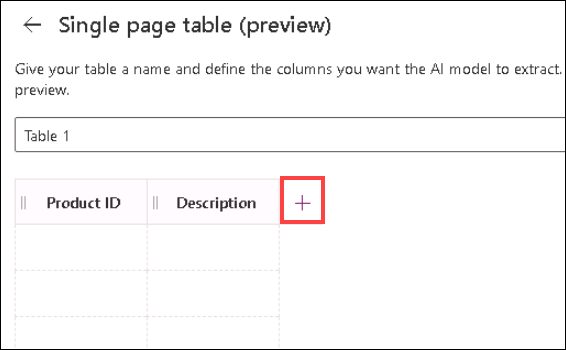 Single page table (preview)
Give your table a name and define the columns you want the AI model to extract.
preview.
Table 1
Product ID Description +